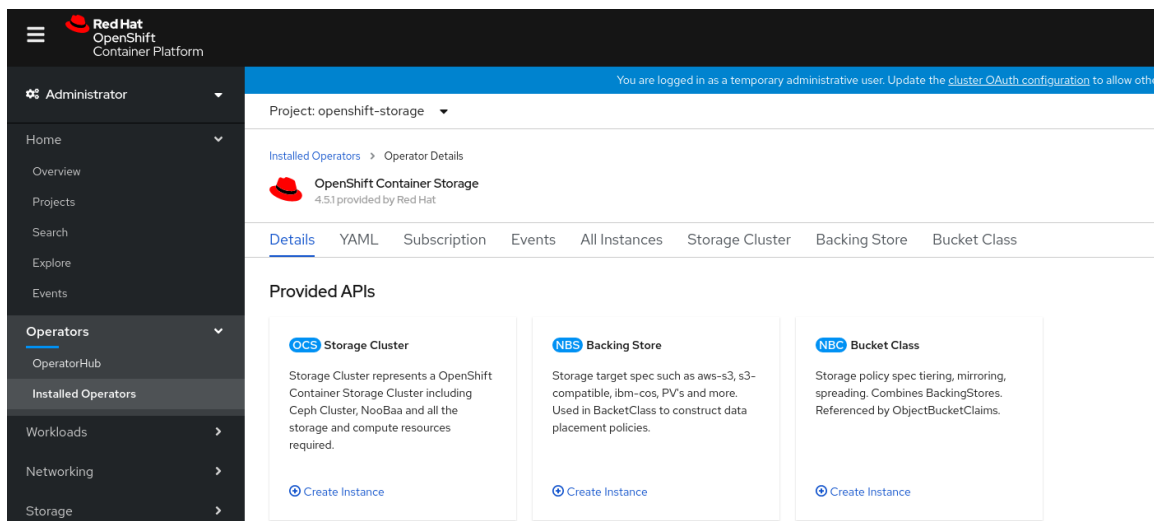 Red Hat
OpenShift
Container Platform
You are logged in as a temporary administrative user. Update the cluster OAuth configuration to allow othe
Administrator
Project: openshift-storage
Home
Overview
Projects
Search
Explore
Events
Operators
OperatorHub
Installed Operators
Workloads
Networking
Storage
Installed Operators > Operator Details
OpenShift Container Storage
4.5.1 provided by Red Hat
Details YAML Subscription Events All Instances Storage Cluster Backing Store Bucket Class
Provided APIs
OCS Storage Cluster
Storage Cluster represents a OpenShift
Container Storage Cluster including
Ceph Cluster, NooBaa and all the
storage and compute resources
required.
Create Instance
NBS Backing Store
Storage target spec such as aws-s3, s3-
compatible, ibm-cos, PV's and more.
Used in BacketClass to construct data
placement policies.
Create Instance
NBC Bucket Class
Storage policy spec tiering, mirroring,
spreading. Combines BackingStores.
Referenced by ObjectBucketClaims.
Create Instance